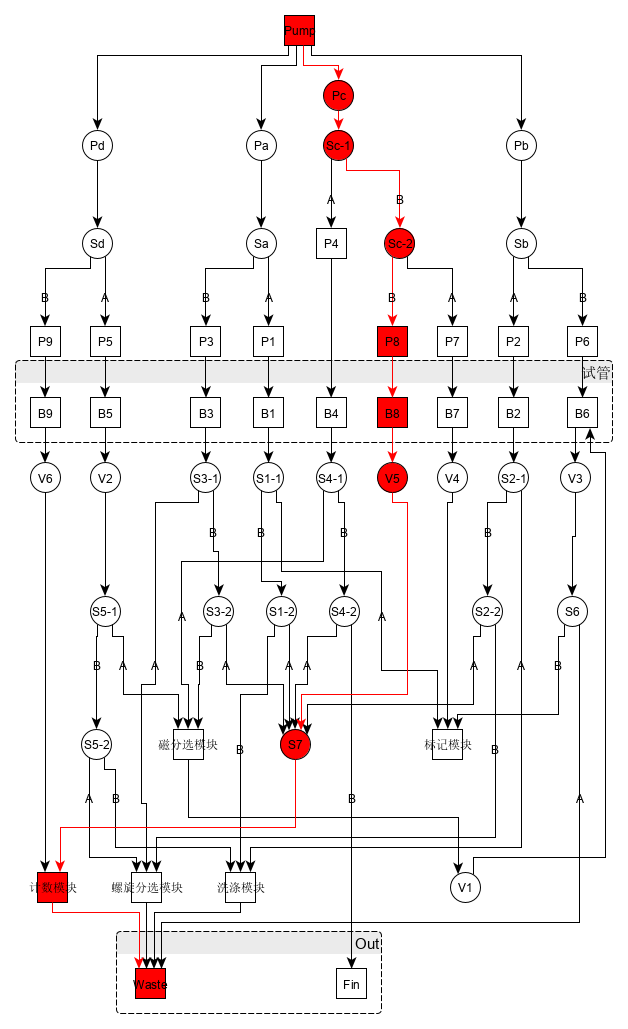 Pump
Pc
Pd
Pa
Sc-1
Pb
A
B
Sd
Sa
P4
Sc-2
Sb
B
A
B
A
B
A
A
B
P9
P5
P3
P1
P8
P7
P2
P6
试管
B9
B5
B3
B1
B4
B8
B7
B2
B6
V6
V2
S3-1
S1-1
S4-1
V5
V4
S2-1
V3
B
B
B
B
S5-1
S3-2
S1-2
S4-2
S2-2
S6
A
A
B
A
A
B
A
A
A
A
A
B
S5-2
磁分选模块
S7
标记模块
B
B
A
B
B
A
计数模块
螺旋分选模块
洗涤模块
V1
Out
Waste
Fin